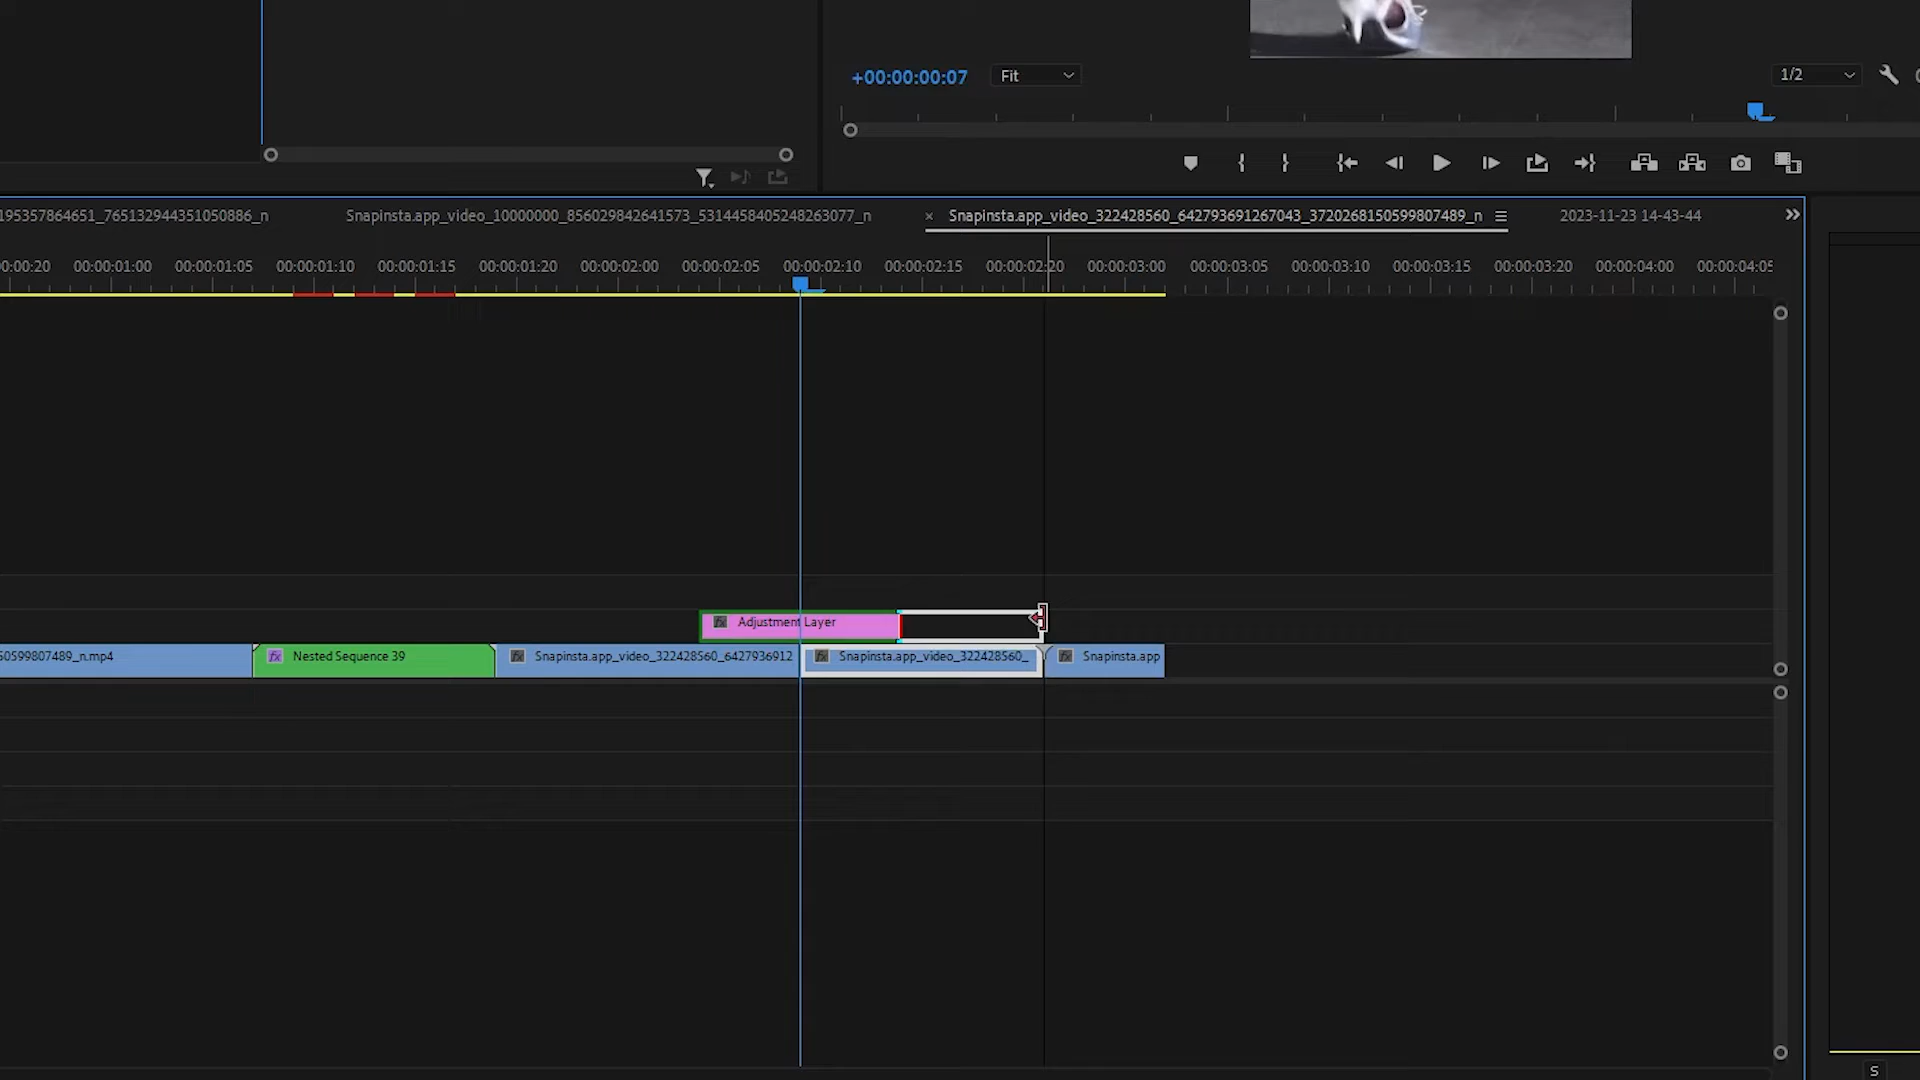 +00:00:00:07
Fit
1/2
195357864651_765132944351050886_n
Snapinsta.app_video_10000000_856029842641573_5314458405248263077_n
× Snapinsta.app_video_322428560_642793691267043_3720268150599807489_n
2023-11-23 14-43-44
00:00:20 00:00:01:00 00:00:01:05 00:00:01:10 00:00:01:15 00:00:01:20 00:00:02:00 00:00:02:05 00:00:02:10 00:00:02:15 00:00:02:20 00:00:03:00 00:00:03:05 00:00:03:10 00:00:03:15 00:00:03:20 00:00:04:00 00:00:04:05
fx Adjustment Layer
50599807489_n.mp4
fx Nested Sequence 39
fx Snapinsta.app_video_322428560_6427936912
fx Snapinsta.app_video_322428560_
fx Snapinsta.app
S